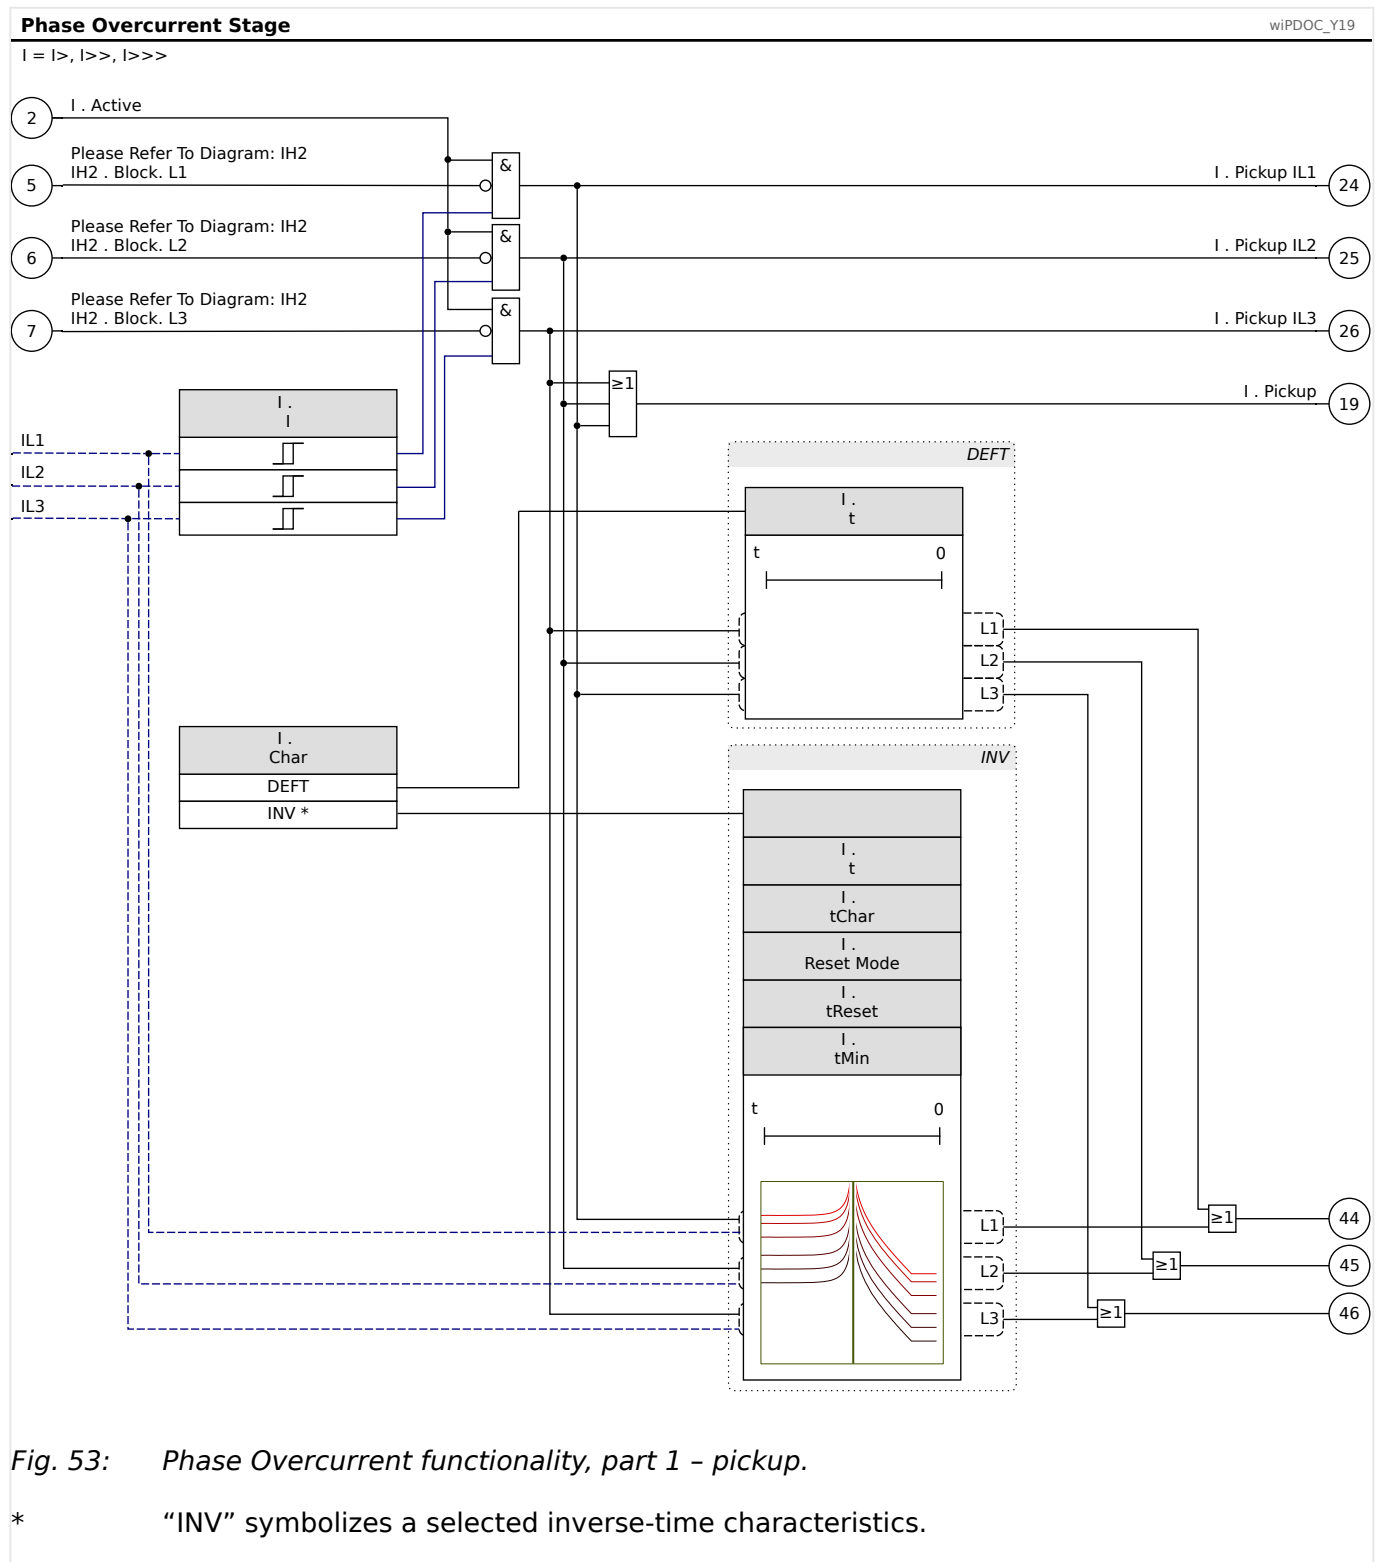 Phase Overcurrent Stage
wiPDOC_Y19
I = I>, I>>, I>>>
2
I . Active
Please Refer To Diagram: IH2
IH2 . Block. L1
5
&
I . Pickup IL1
24
Please Refer To Diagram: IH2
IH2 . Block. L2
6
&
I . Pickup IL2
25
Please Refer To Diagram: IH2
IH2 . Block. L3
7
&
I . Pickup IL3
26
≥1
I . Pickup
19
I .
I
IL1
IL2
IL3
DEFT
I .
t
t 0
L1
L2
L3
I .
Char
DEFT
INV *
INV
I .
t
I .
tChar
I .
Reset Mode
I .
tReset
I .
tMin
t 0
L1
L2
L3
≥1
44
≥1
45
≥1
46
Fig. 53: Phase Overcurrent functionality, part 1 – pickup.
* “INV” symbolizes a selected inverse-time characteristics.